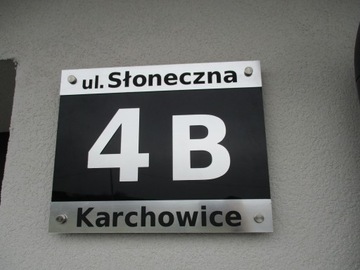 ul. Słoneczna
4 B
Karchowice